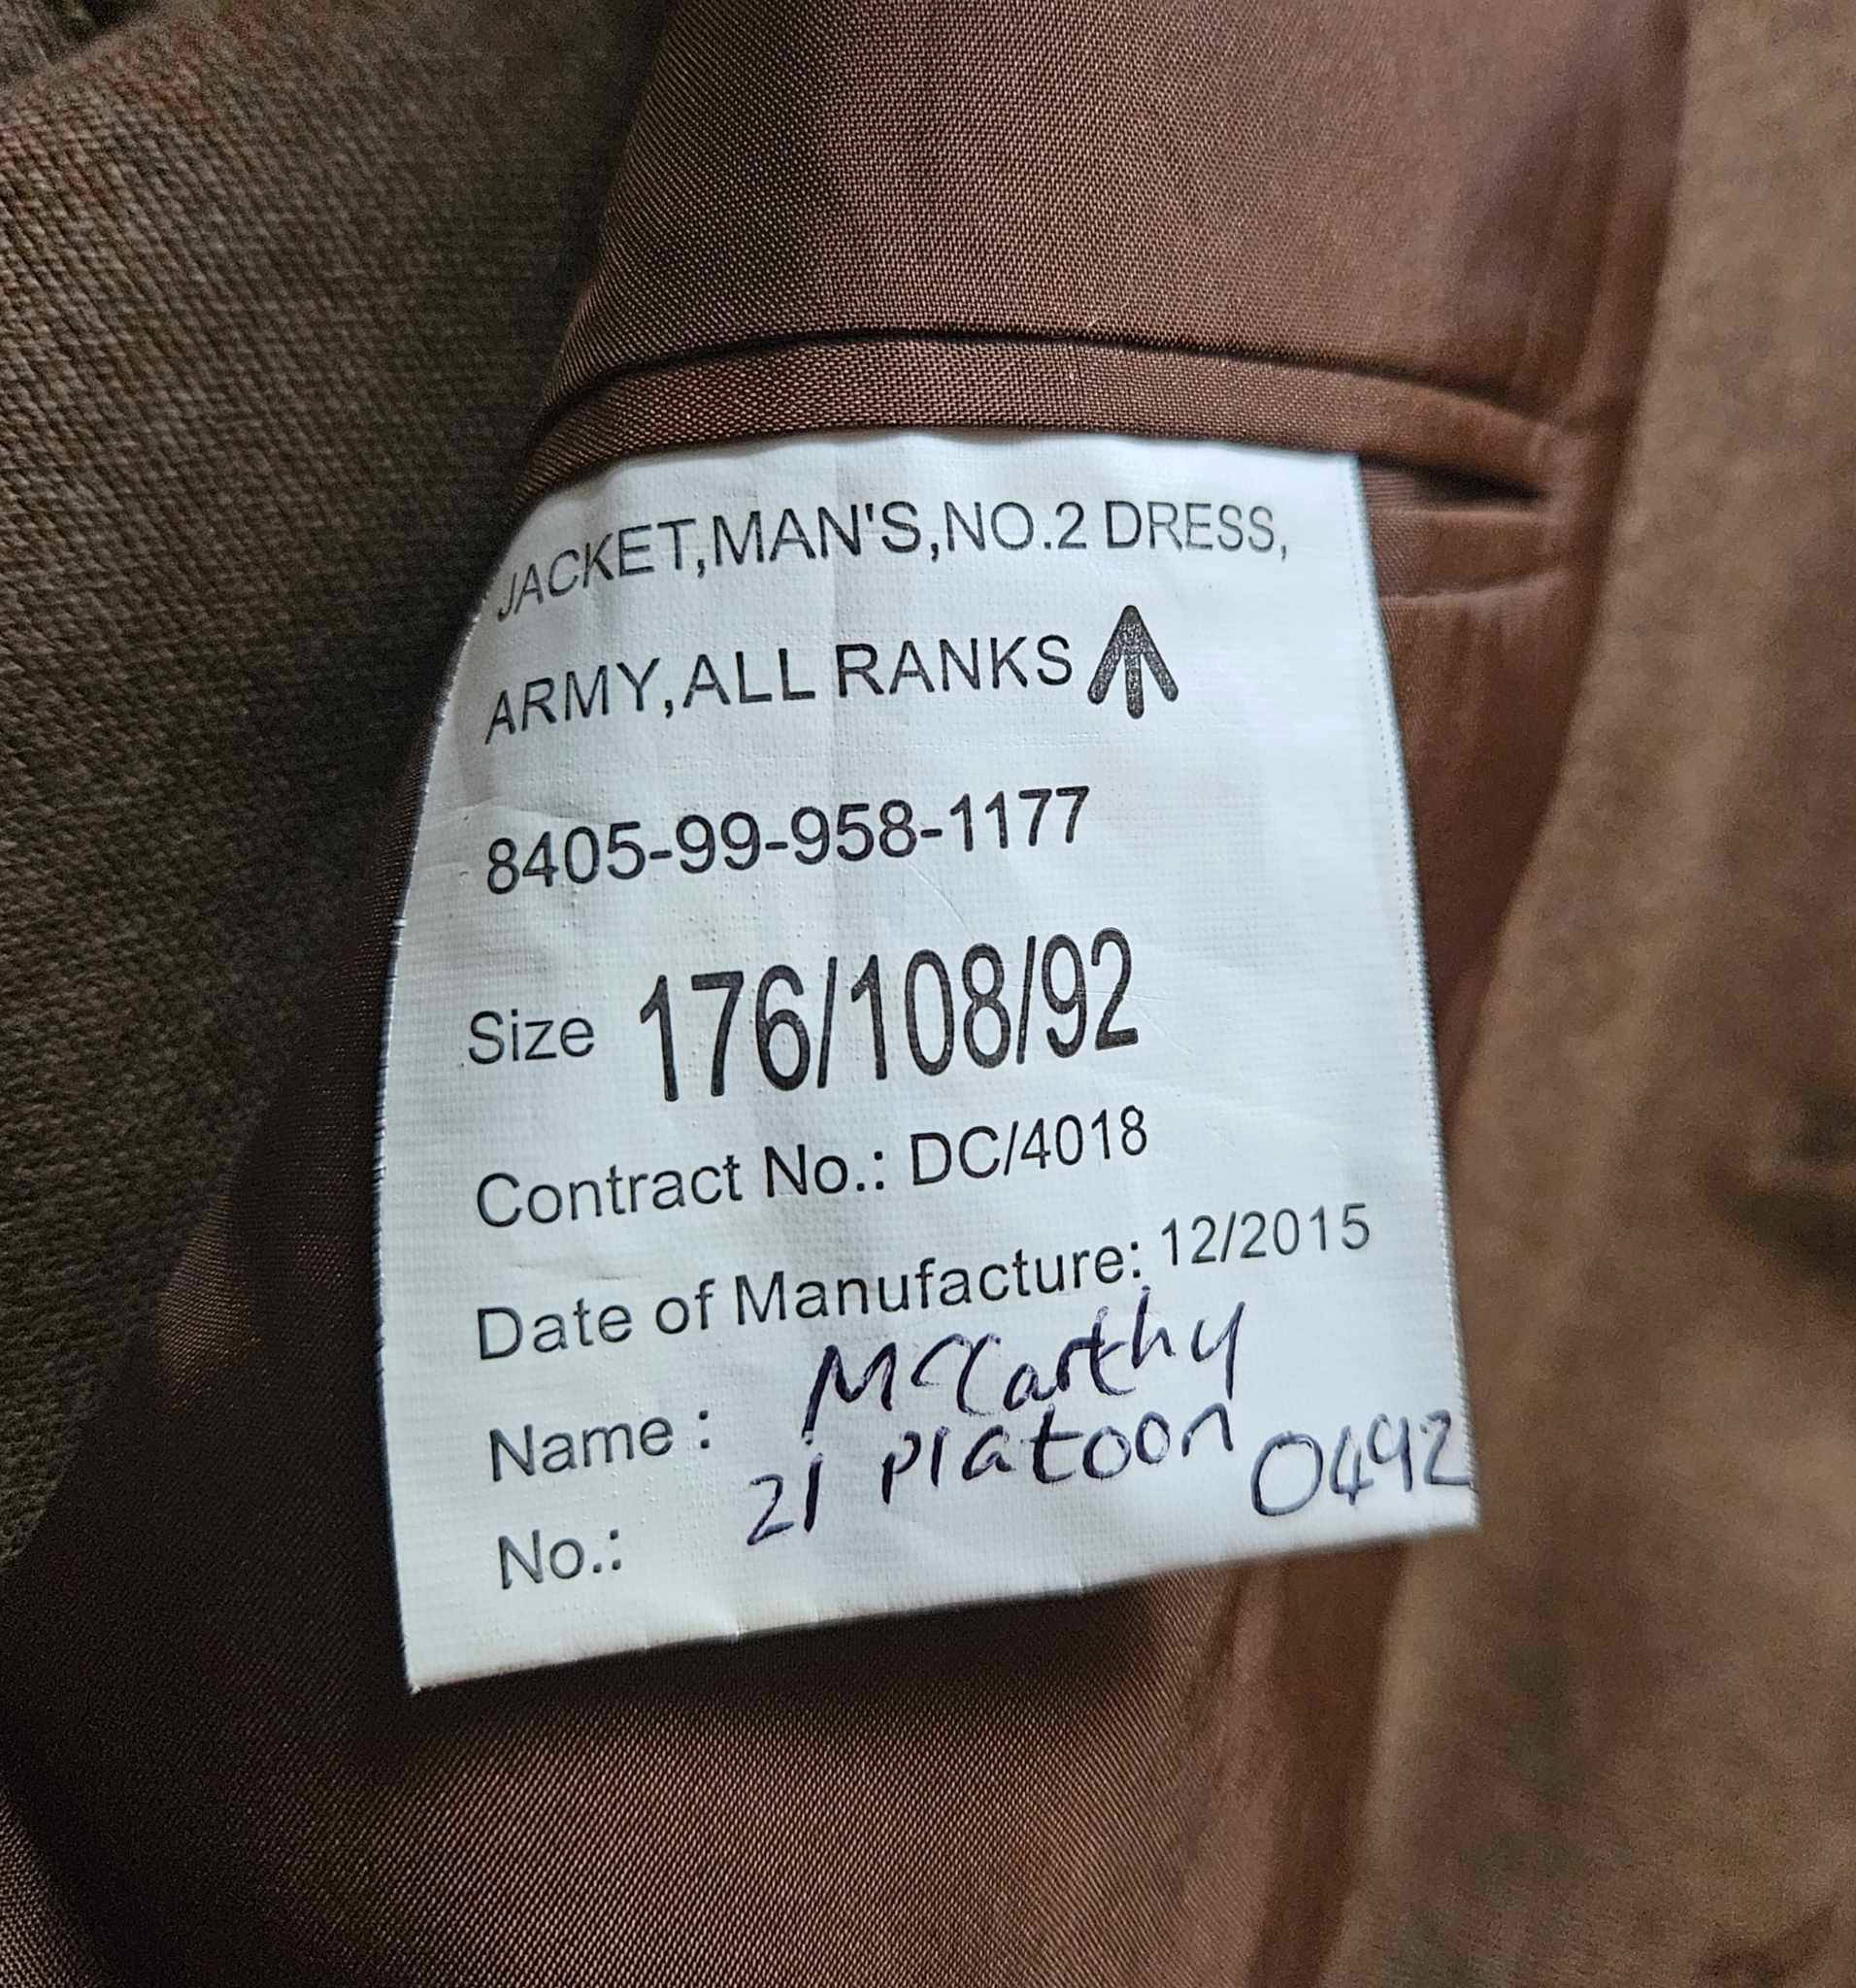 JACKET,MAN'S,NO.2 DRESS,
ARMY,ALL RANKS
8405-99-958-1177
Size 176/108/92
Contract No.: DC/4018
Date of Manufacture: 12/2015
Name : McCarthy
21 Platoon 0492
No.: